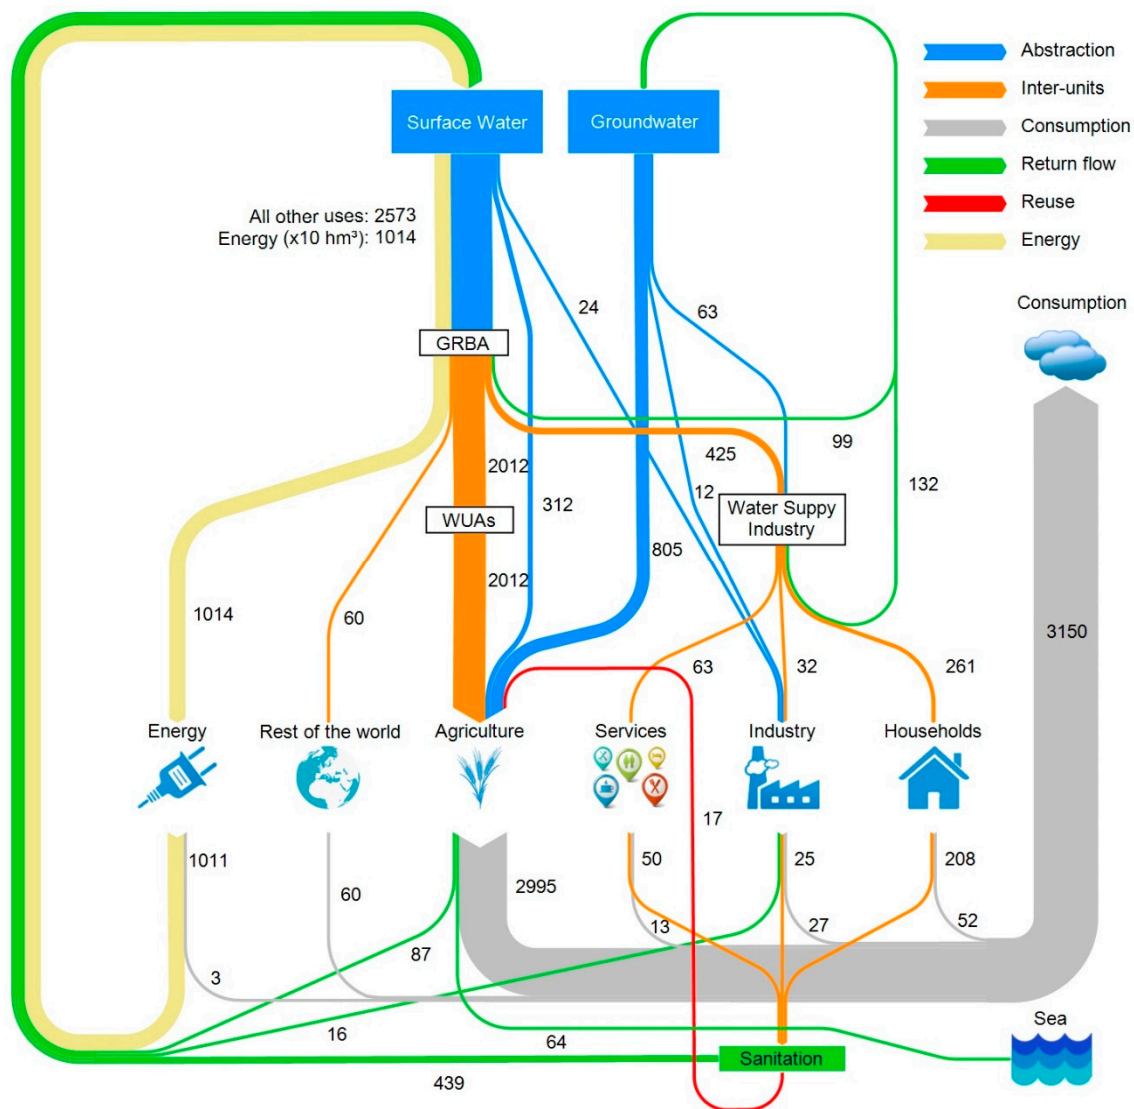 Surface Water
Groundwater
Abstraction
Inter-units
Consumption
Return flow
Reuse
Energy
All other uses: 2573
Energy (x10 hm³): 1014
24
63
Consumption
GRBA
99
425
2012
12
132
312
WUAs
Water Suppy
Industry
805
2012
1014
60
3150
63
32
261
Energy
Rest of the world
Agriculture
Services
Industry
Households
17
1011
50
25
208
60
2995
13
27
52
87
3
16
64
Sea
Sanitation
439